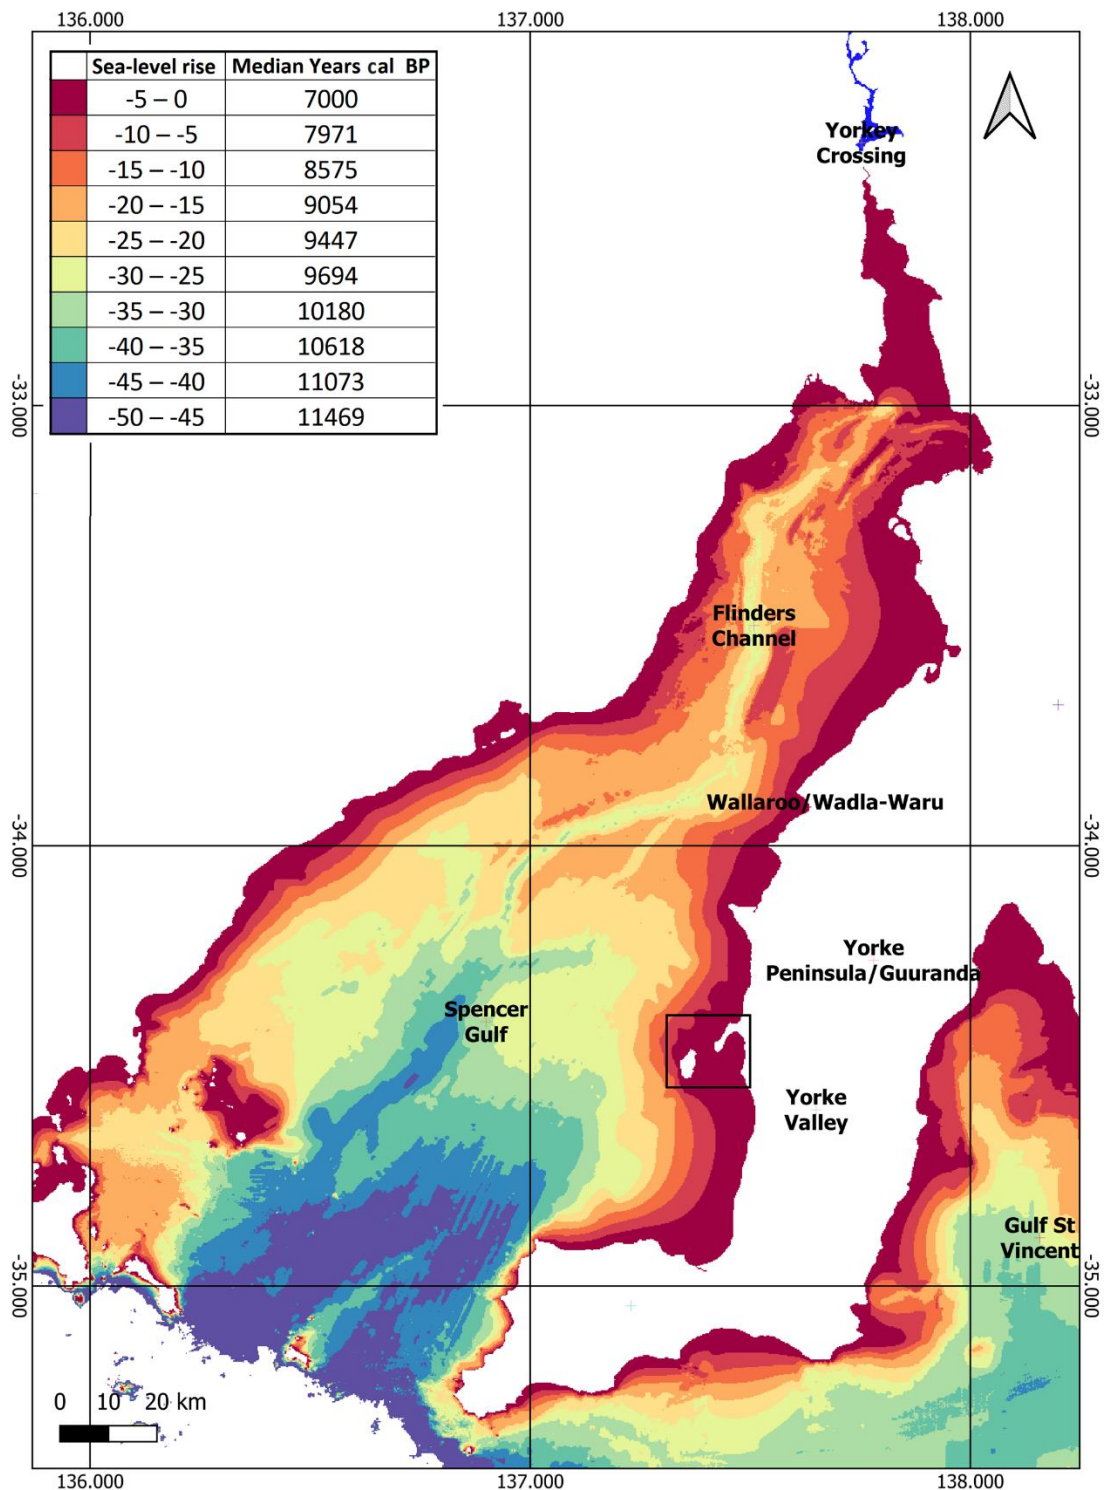 136.000 137.000 138.000
Sea-level rise Median Years cal BP
-5 – 0 7000
-10 – -5 7971
-15 – -10 8575
-20 – -15 9054
-25 – -20 9447
-30 – -25 9694
-35 – -30 10180
-40 – -35 10618
-45 – -40 11073
-50 – -45 11469
Yorkey
Crossing
-33.000 -33.000
Flinders
Channel
Wallaroo/Wadla-Waru
-34.000 -34.000
Yorke
Peninsula/Guuranda
Spencer
Gulf
Yorke
Valley
Gulf St
Vincent
-35.000 -35.000
0 10 20 km
136.000 137.000 138.000